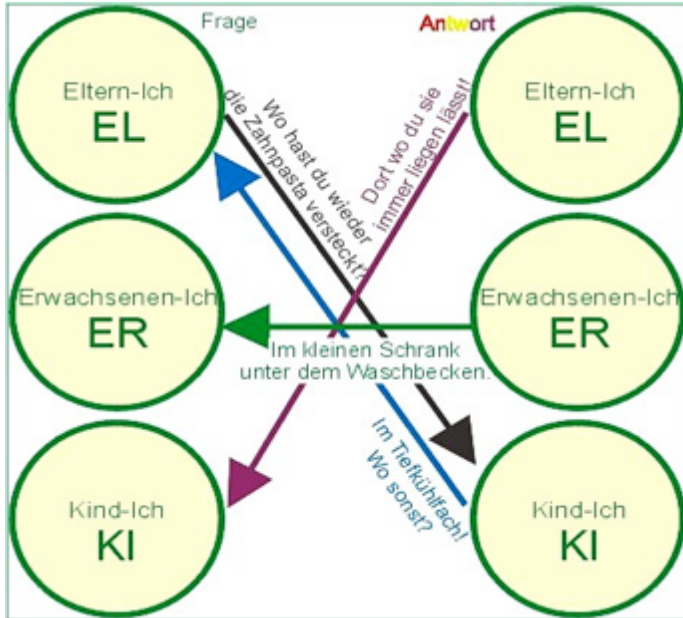 Frage
Antwort
Eltern-Ich
EL
Eltern-Ich
EL
Wo hast du wieder
die Zahnpasta versteckt?
Dort wo du sie
immer liegen lässt!
Erwachsenen-Ich
ER
Erwachsenen-Ich
ER
Im kleinen Schrank
unter dem Waschbecken.
Im Tiefkühlfach!
Wo sonst?
Kind-Ich
KI
Kind-Ich
KI